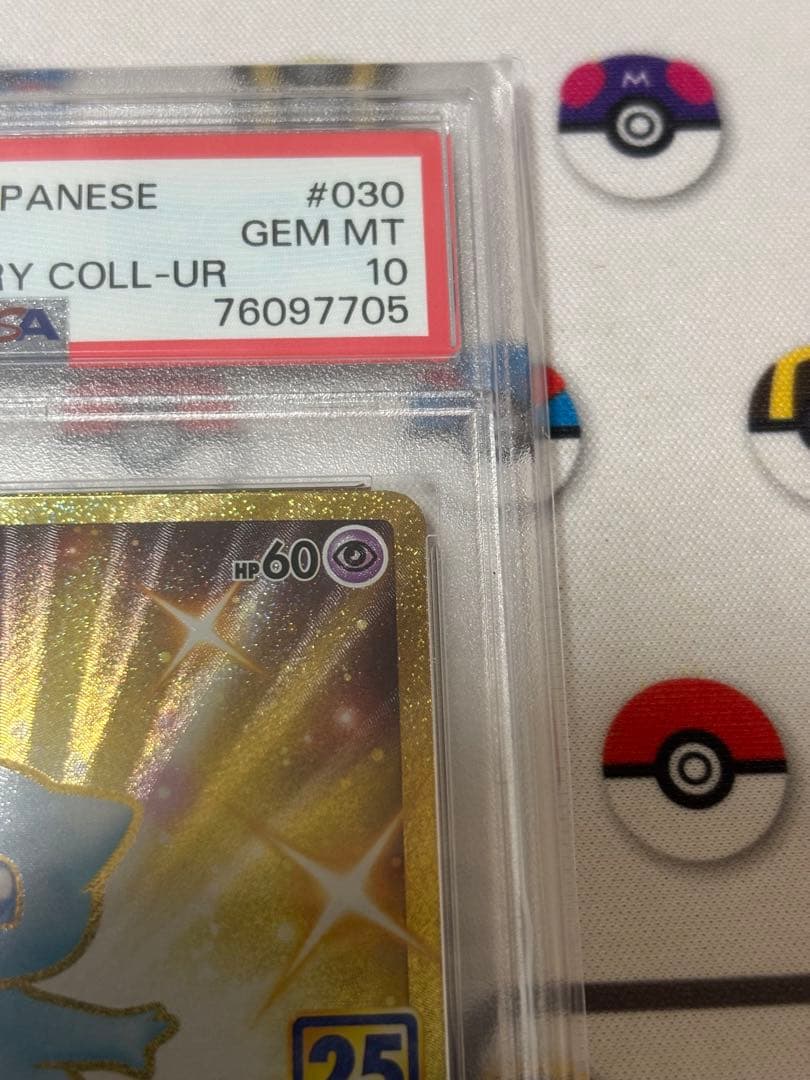 PANESE #030
GEM MT
RY COLL-UR 10
SA 76097705
HP60
M
25